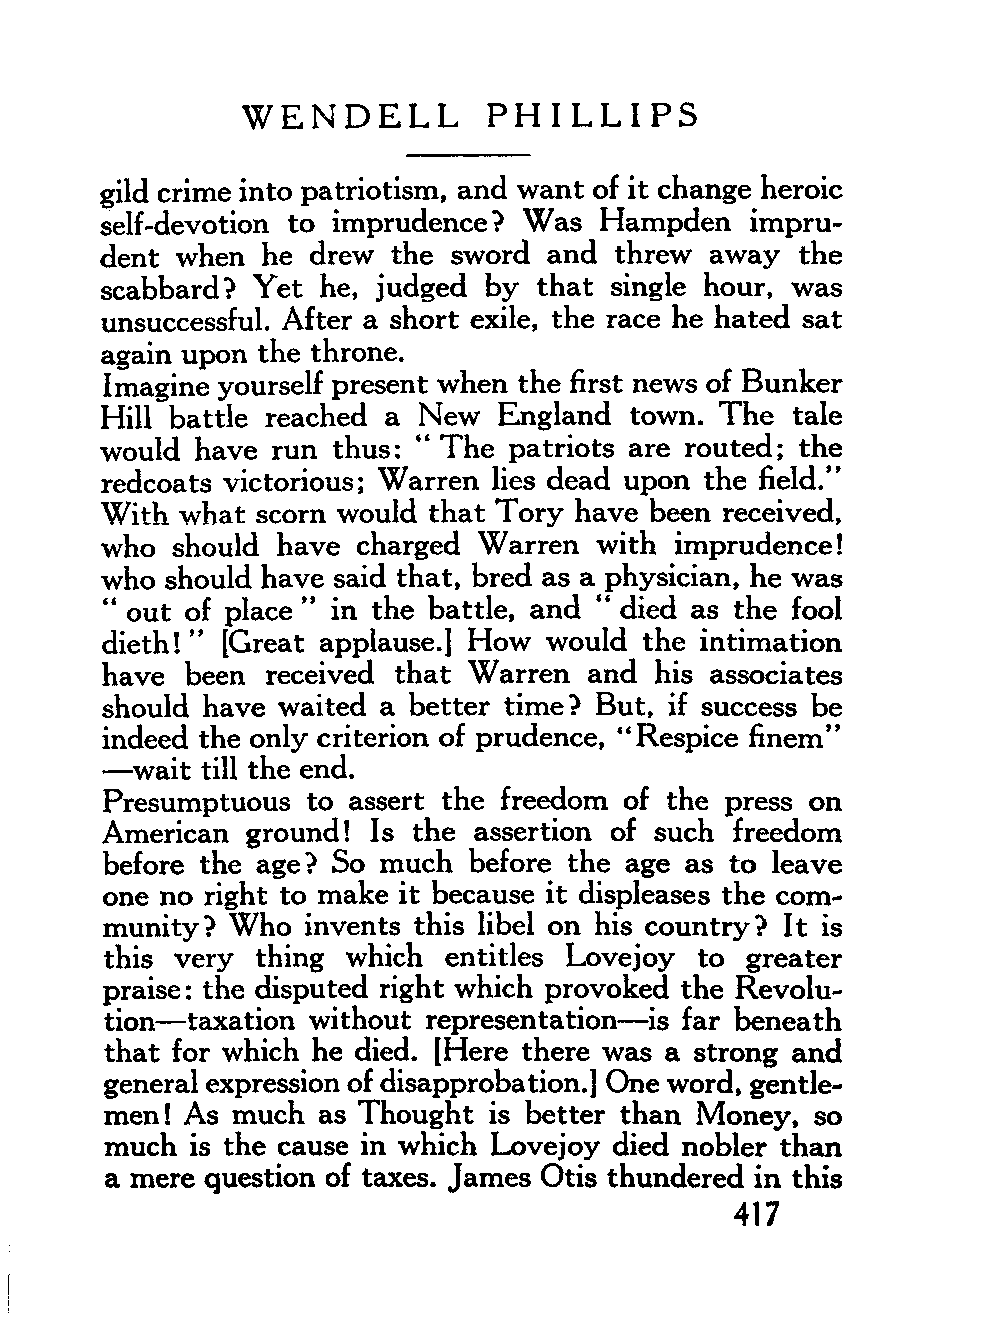 WENDELL PHILLIPS
gild crime into patriotism, and want of it change heroic
self-devotion to imprudence? Was Hampden impru-
dent when he drew the sword and threw away the
scabbard? Yet he, judged by that single hour, was
unsuccessful. After a short exile, the race he hated sat
again upon the throne.
Imagine yourself present when the first news of Bunker
Hill battle reached a New England town. The tale
would have run thus: “ The patriots are routed; the
redcoats victorious; Warren lies dead upon the field.”
With what scorn would that Tory have been received,
who should have charged Warren with imprudence!
who should have said that, bred as a physician, he was
“ out of place ” in the battle, and “ died as the fool
dieth! ” [Great applause.] How would the intimation
have been received that Warren and his associates
should have waited a better time? But, if success be
indeed the only criterion of prudence, “Respice finem”
—wait till the end.
Presumptuous to assert the freedom of the press on
American ground! Is the assertion of such freedom
before the age? So much before the age as to leave
one no right to make it because it displeases the com-
munity? Who invents this libel on his country? It is
this very thing which entitles Lovejoy to greater
praise: the disputed right which provoked the Revolu-
tion—taxation without representation—is far beneath
that for which he died. [Here there was a strong and
general expression of disapprobation.] One word, gentle-
men! As much as Thought is better than Money, so
much is the cause in which Lovejoy died nobler than
a mere question of taxes. James Otis thundered in this
417